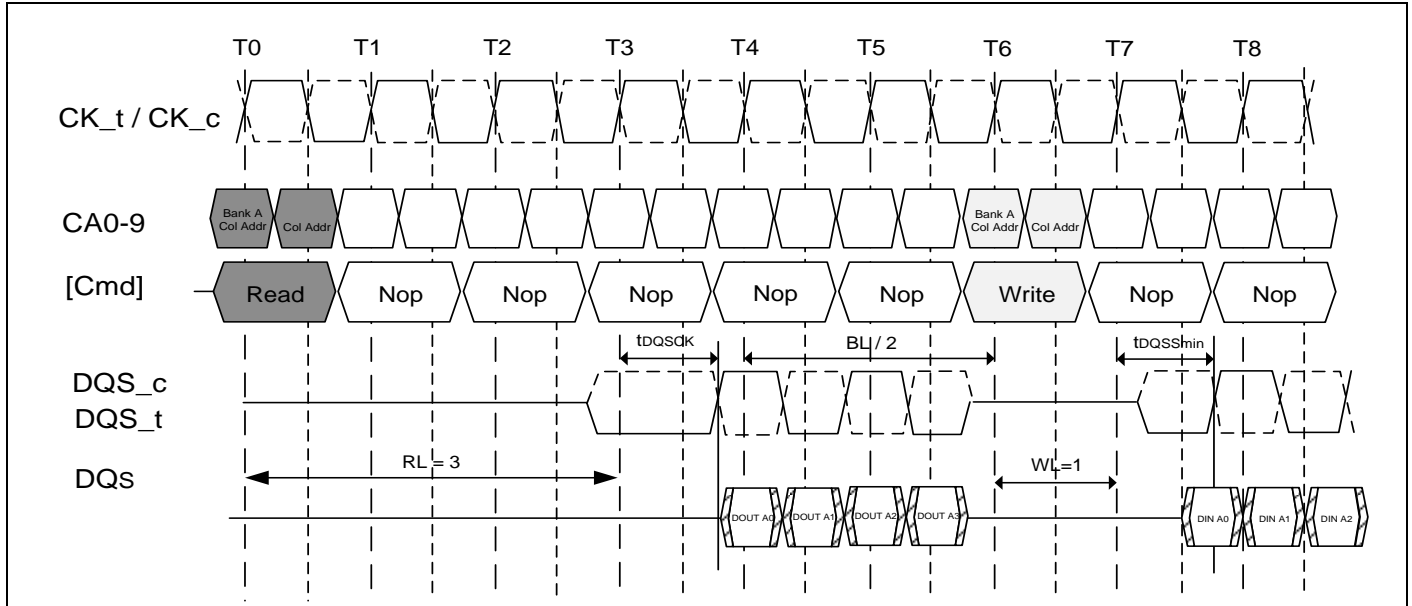 T0 T1 T2 T3 T4 T5 T6 T7 T8
CK_t / CK_c
CA0-9
Bank A
Col Addr
Col Addr
Bank A
Col Addr
Col Addr
[Cmd]
Read Nop Nop Nop Nop Nop Write Nop Nop
tDQSCK BL / 2 tDQSSmin
DQS_c
DQS_t
RL = 3 WL=1
DQs
DOUT A0 DOUT A1 DOUT A2 DOUT A3 DIN A0 DIN A1 DIN A2